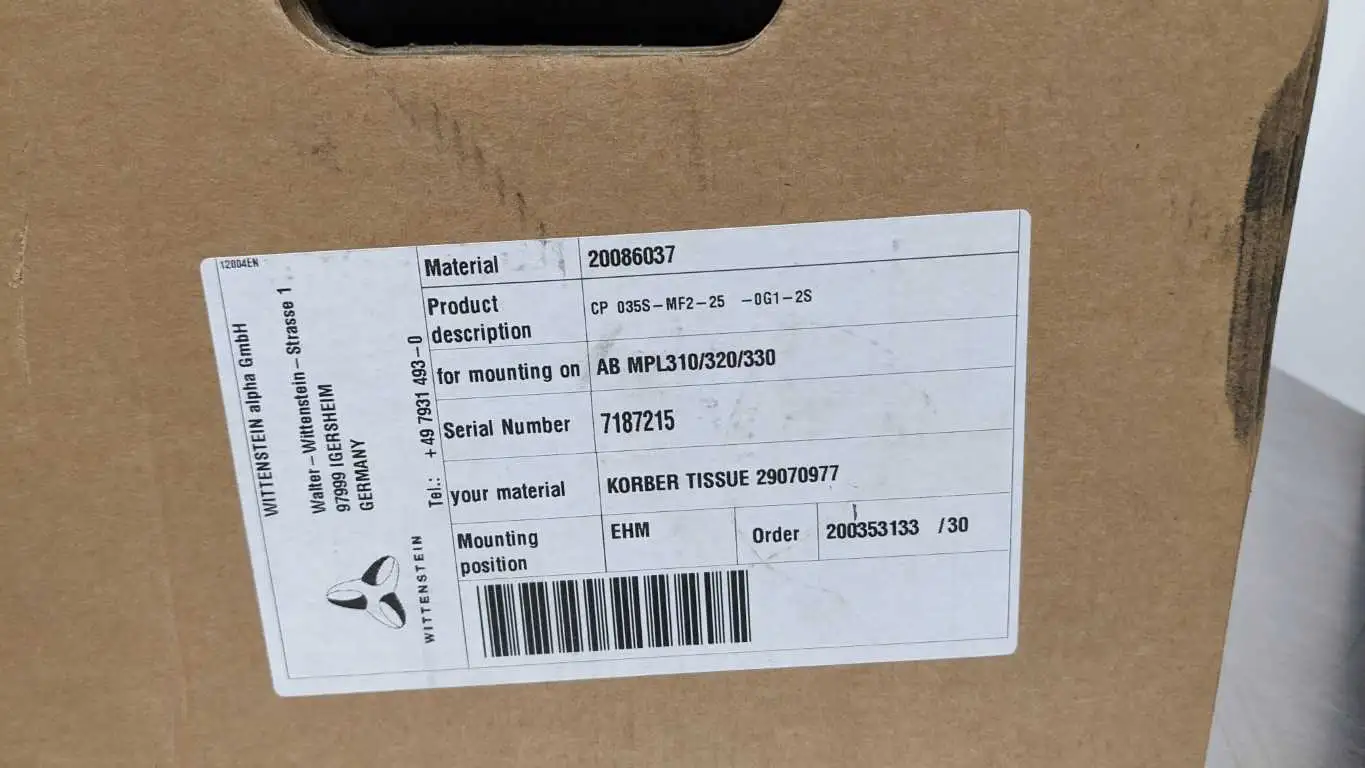 12004EN
WITTENSTEIN alpha GmbH
Walter-Wittenstein-Strasse 1
97999 IGERSHEIM
GERMANY
Tel.: +49 7931 493-0
WITTENSTEIN
Material 20086037
Product description CP 035S-MF2-25 -0G1-2S
for mounting on AB MPL310/320/330
Serial Number 7187215
your material KORBER TISSUE 29070977
Mounting position EHM Order 200353133 /30